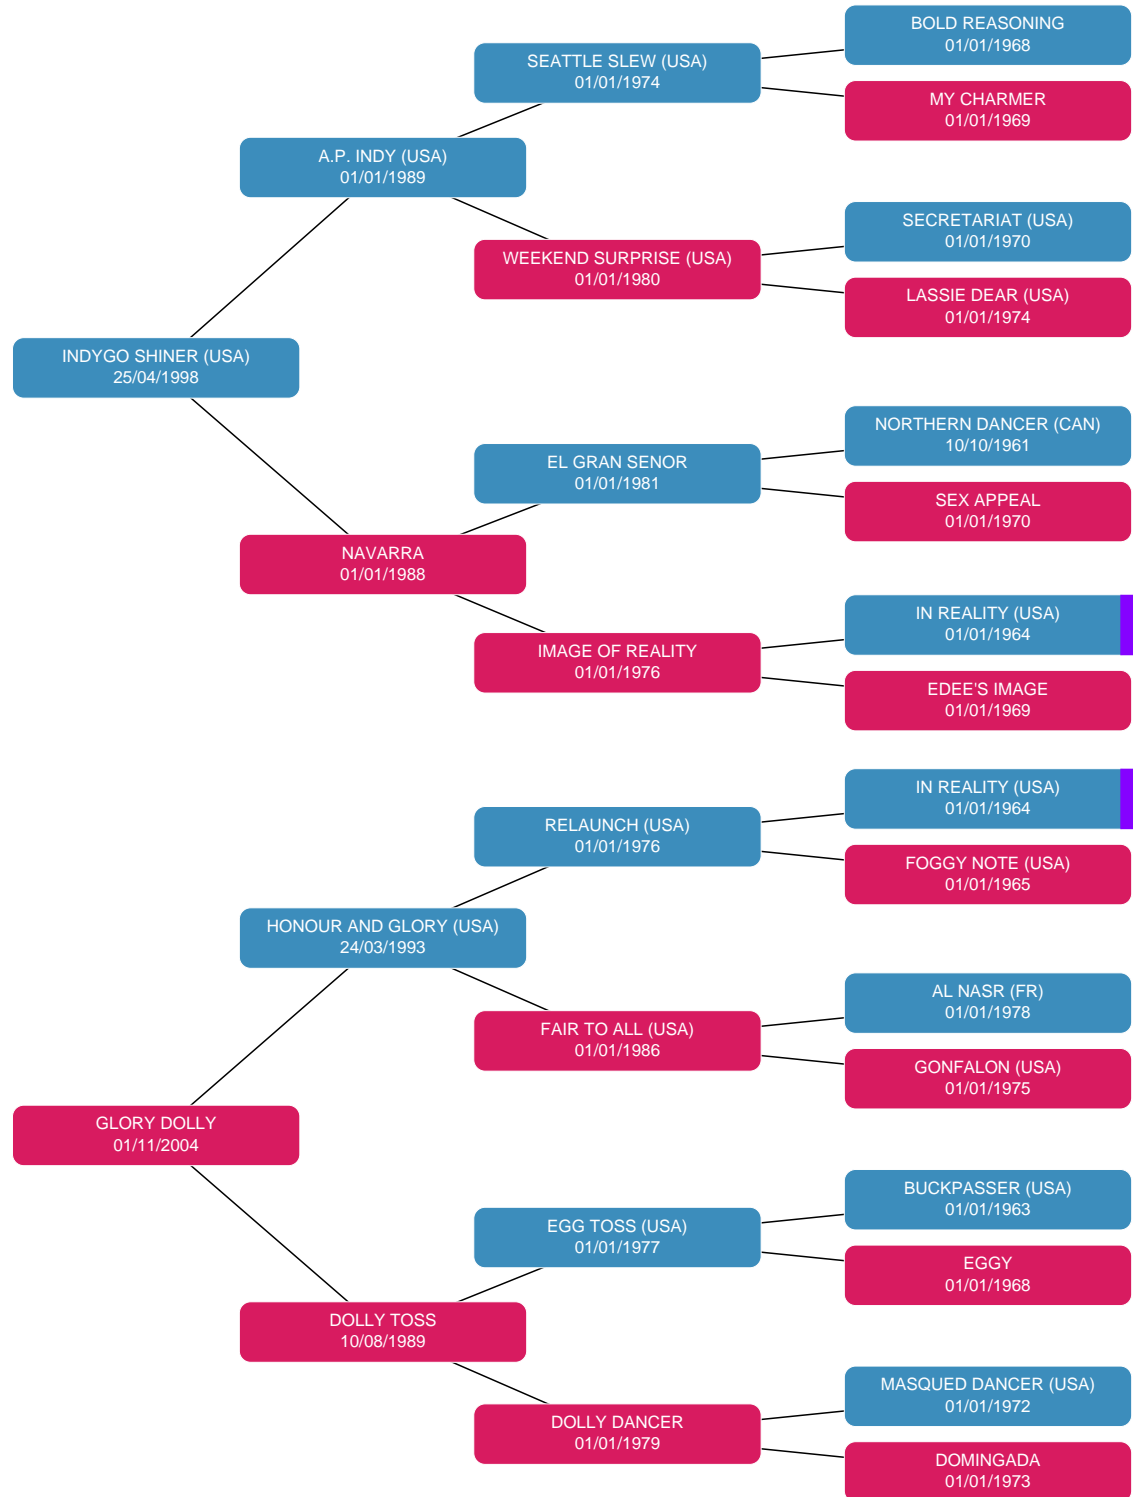 BOLD REASONING
01/01/1968
SEATTLE SLEW (USA)
01/01/1974
MY CHARMER
01/01/1969
A.P. INDY (USA)
01/01/1989
SECRETARIAT (USA)
01/01/1970
WEEKEND SURPRISE (USA)
01/01/1980
LASSIE DEAR (USA)
01/01/1974
INDYGO SHINER (USA)
25/04/1998
NORTHERN DANCER (CAN)
10/10/1961
EL GRAN SENOR
01/01/1981
SEX APPEAL
01/01/1970
NAVARRA
01/01/1988
IN REALITY (USA)
01/01/1964
IMAGE OF REALITY
01/01/1976
EDEE'S IMAGE
01/01/1969
IN REALITY (USA)
01/01/1964
RELAUNCH (USA)
01/01/1976
FOGGY NOTE (USA)
01/01/1965
HONOUR AND GLORY (USA)
24/03/1993
AL NASR (FR)
01/01/1978
FAIR TO ALL (USA)
01/01/1986
GONFALON (USA)
01/01/1975
GLORY DOLLY
01/11/2004
BUCKPASSER (USA)
01/01/1963
EGG TOSS (USA)
01/01/1977
EGGY
01/01/1968
DOLLY TOSS
10/08/1989
MASQUED DANCER (USA)
01/01/1972
DOLLY DANCER
01/01/1979
DOMINGADA
01/01/1973